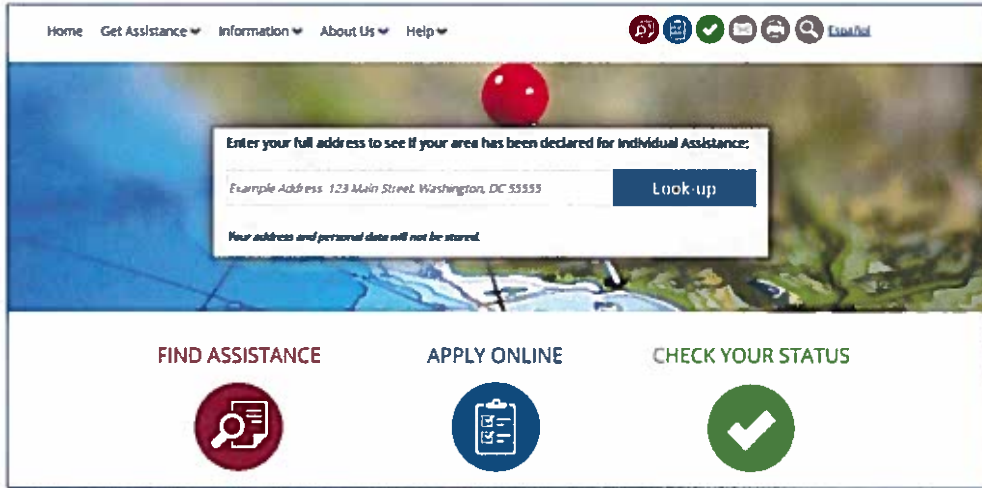 Home Get Assistance Information About Us Help Español
Enter your full address to see if your area has been declared for Individual Assistance:
Example Address: 123 Main Street, Washington, DC 55555
Look-up
Your address and personal data will not be stored.
FIND ASSISTANCE APPLY ONLINE CHECK YOUR STATUS